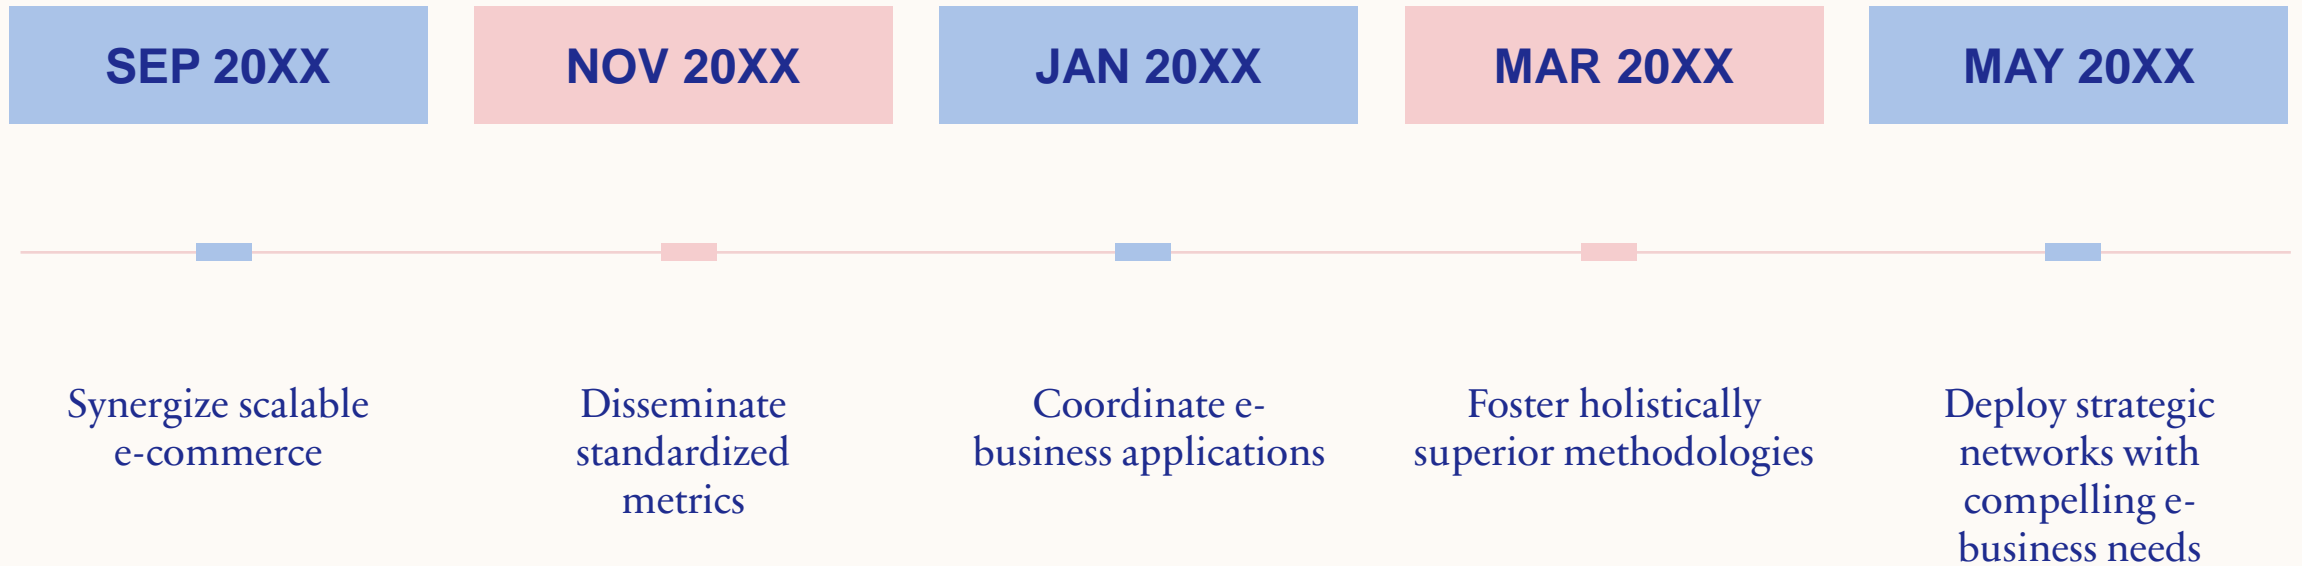 SEP 20XX
NOV 20XX
JAN 20XX
MAR 20XX
MAY 20XX
Synergize scalable
e-commerce
Disseminate
standardized
metrics
Coordinate e-
business applications
Foster holistically
superior methodologies
Deploy strategic
networks with
compelling e-
business needs